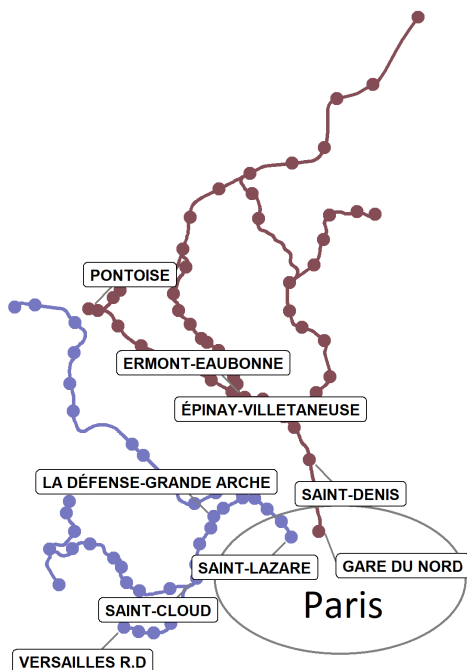 PONTOISE
ERMONT-EAUBONNE
ÉPINAY-VILLETANEUSE
LA DÉFENSE-GRANDE ARCHE
SAINT-DENIS
SAINT-LAZARE
GARE DU NORD
SAINT-CLOUD
Paris
VERSAILLES R.D